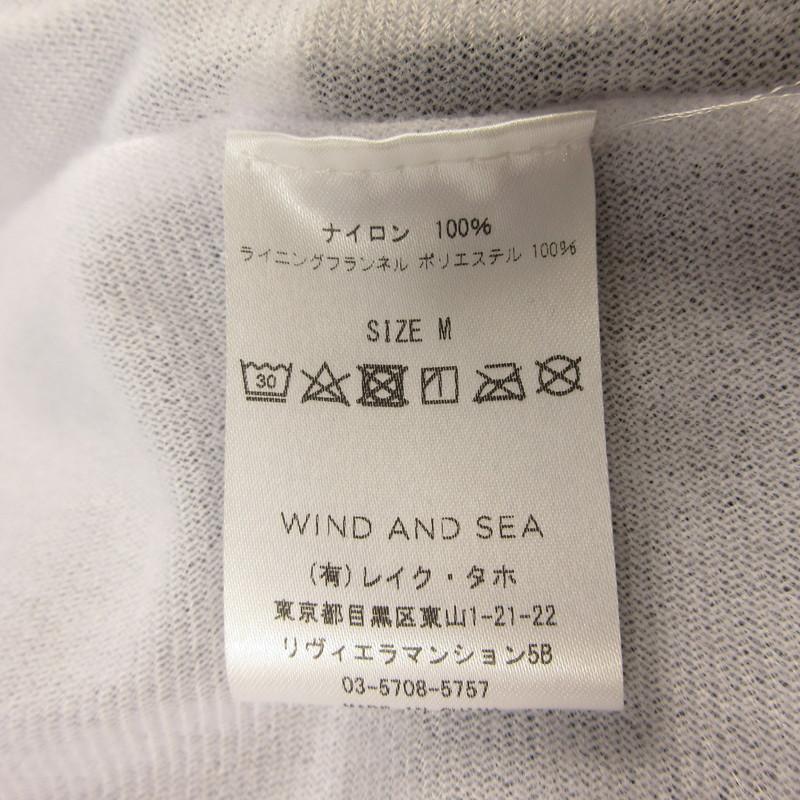 ナイロン 100%
ライニングフランネル ポリエステル 100%
SIZE M
30
WIND AND SEA
(有)レイク・タホ
東京都目黒区東山1-21-22
リヴィエラマンション5B
03-5708-5757